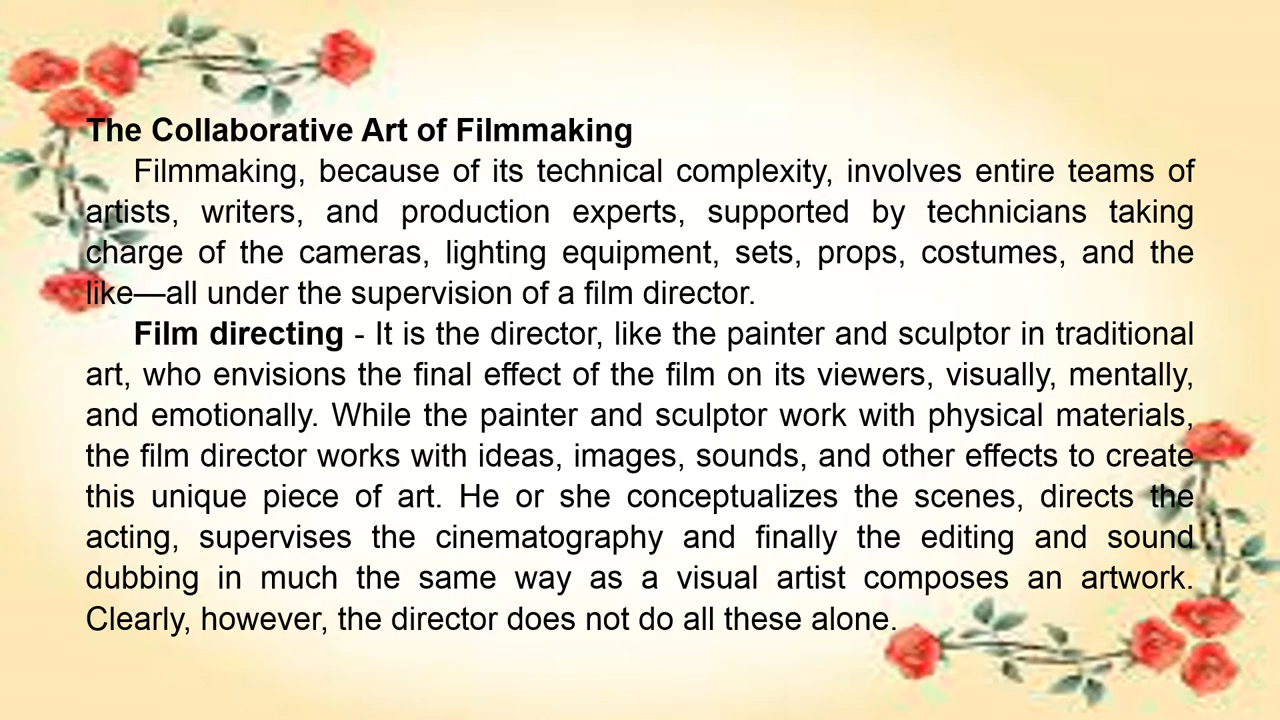 The Collaborative Art of Filmmaking
Filmmaking, because of its technical complexity, involves entire teams of
artists, writers, and production experts, supported by technicians taking
charge of the cameras, lighting equipment, sets, props, costumes, and the
like—all under the supervision of a film director.
Film directing - It is the director, like the painter and sculptor in traditional
art, who envisions the final effect of the film on its viewers, visually, mentally,
and emotionally. While the painter and sculptor work with physical materials,
the film director works with ideas, images, sounds, and other effects to create
this unique piece of art. He or she conceptualizes the scenes, directs the
acting, supervises the cinematography and finally the editing and sound
dubbing in much the same way as a visual artist composes an artwork.
Clearly, however, the director does not do all these alone.